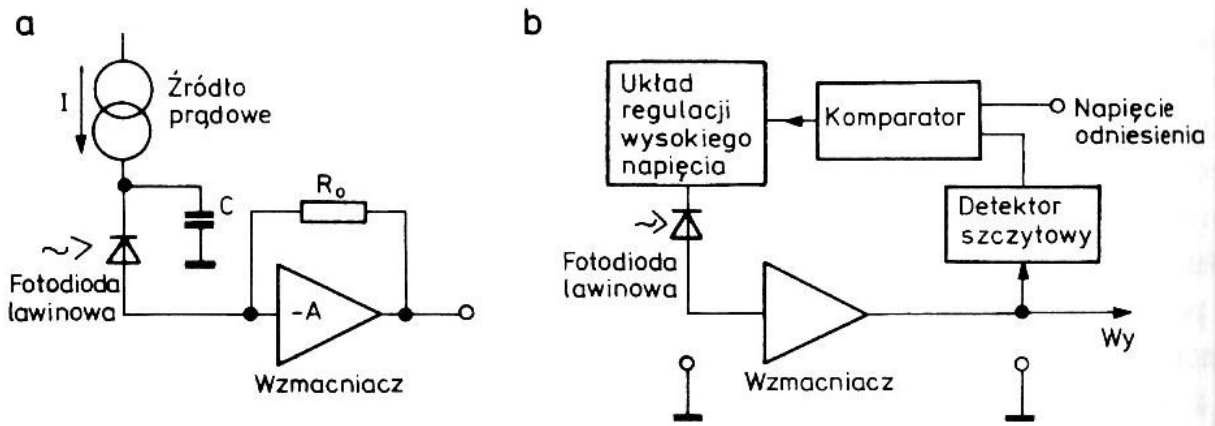 a
I
Źródło
prądowe
C
R₀
Fotodioda
lawinowa
-A
Wzmacniacz
b
Układ
regulacji
wysokiego
napięcia
Komparator
Napięcie
odniesienia
Detektor
szczytowy
Fotodioda
lawinowa
Wzmacniacz
Wy